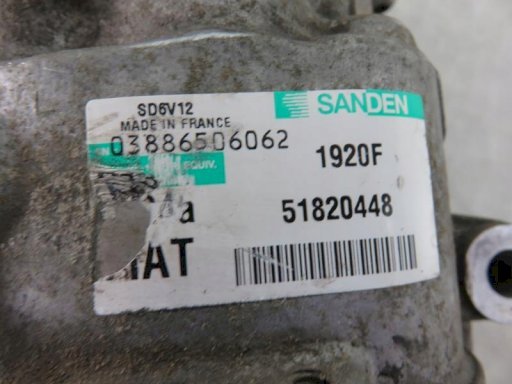 SD6V12
SANDEN
MADE IN FRANCE
03886506062
EQUIV.
1920F
51820448